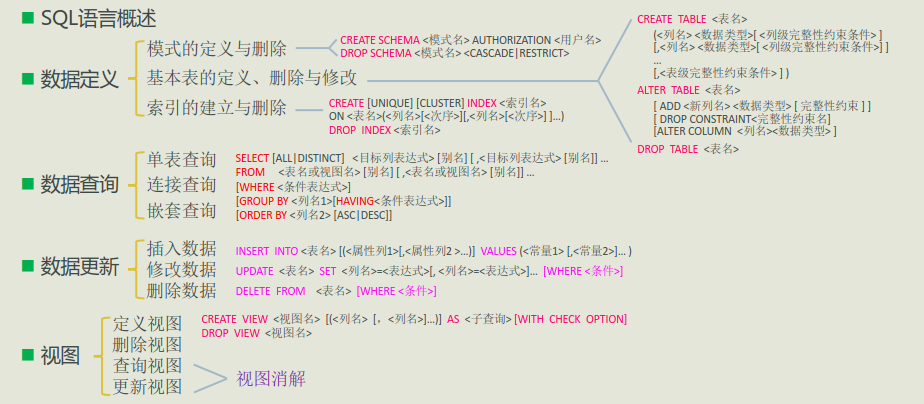 SQL语言概述
数据定义
模式的定义与删除
CREATE SCHEMA <模式名> AUTHORIZATION <用户名>
DROP SCHEMA <模式名> <CASCADE|RESTRICT>
基本表的定义、删除与修改
CREATE TABLE <表名>
(<列名> <数据类型>[ <列级完整性约束条件> ]
[,<列名> <数据类型>[ <列级完整性约束条件>] ]
...
[,<表级完整性约束条件> ] )
ALTER TABLE <表名>
[ ADD <新列名> <数据类型> [ 完整性约束 ] ]
[ DROP CONSTRAINT<完整性约束名>]
[ALTER COLUMN <列名><数据类型> ]
DROP TABLE <表名>
索引的建立与删除
CREATE [UNIQUE] [CLUSTER] INDEX <索引名>
ON <表名>(<列名>[<次序>][,<列名>[<次序>] ]...)
DROP INDEX <索引名>
数据查询
单表查询
连接查询
嵌套查询
SELECT [ALL|DISTINCT] <目标列表达式> [别名] [ ,<目标列表达式> [别名]] ...
FROM <表名或视图名> [别名] [ ,<表名或视图名> [别名]] ...
[WHERE <条件表达式>]
[GROUP BY <列名1>[HAVING<条件表达式>]]
[ORDER BY <列名2> [ASC|DESC]]
数据更新
插入数据
INSERT INTO <表名> [(<属性列1>[,<属性列2 >...)] VALUES (<常量1> [,<常量2>]... )
修改数据
UPDATE <表名> SET <列名>=<表达式>[, <列名>=<表达式>]... [WHERE <条件>]
删除数据
DELETE FROM <表名> [WHERE <条件>]
视图
定义视图
CREATE VIEW <视图名> [(<列名> [, <列名>]...)] AS <子查询> [WITH CHECK OPTION]
删除视图
DROP VIEW <视图名>
查询视图
更新视图
视图消解